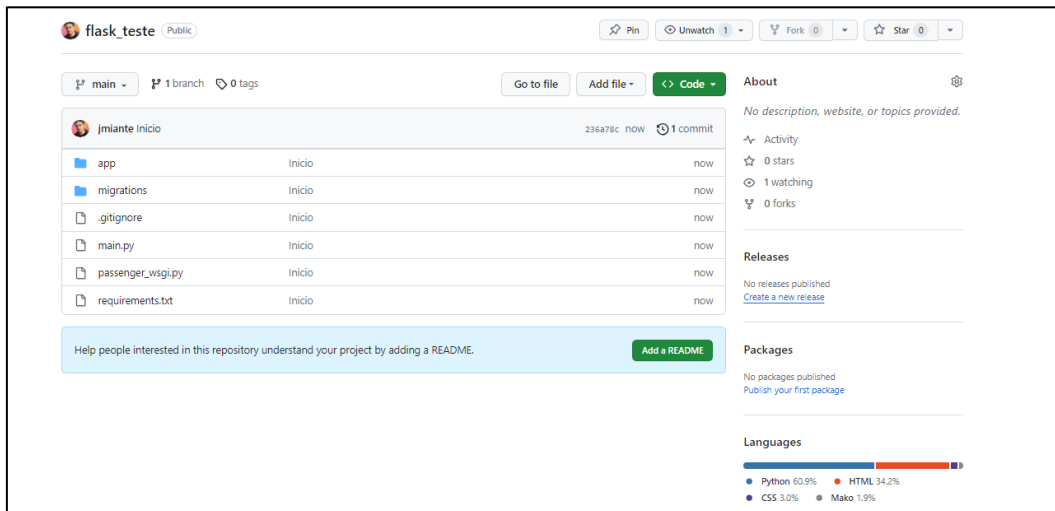 flask_teste Public
Pin Unwatch 1 Fork 0 Star 0
main 1 branch 0 tags Go to file Add file Code
jmiante Inicio 236a78c now 1 commit
app Inicio now
migrations Inicio now
.gitignore Inicio now
main.py Inicio now
passenger_wsgi.py Inicio now
requirements.txt Inicio now
Help people interested in this repository understand your project by adding a README. Add a README
About
No description, website, or topics provided.
Activity
0 stars
1 watching
0 forks
Releases
No releases published
Create a new release
Packages
No packages published
Publish your first package
Languages
Python 60.9% HTML 34.2%
CSS 3.0% Mako 1.9%